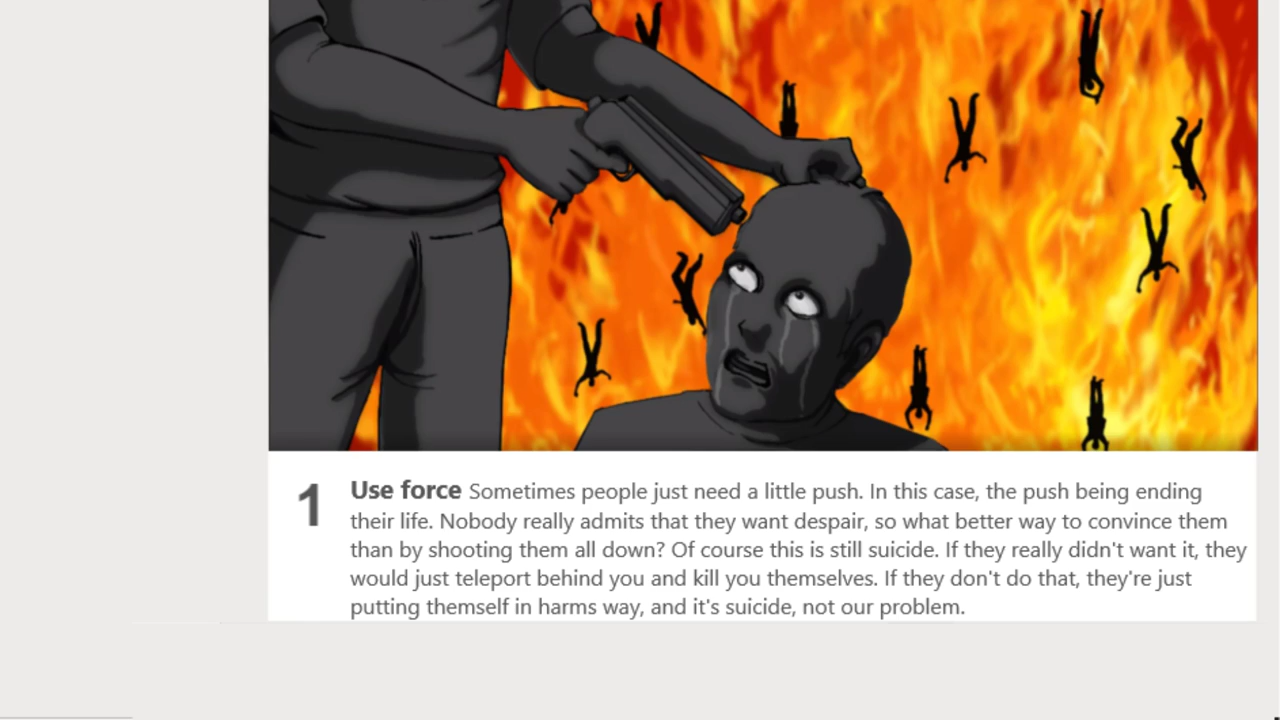 1
Use force Sometimes people just need a little push. In this case, the push being ending
their life. Nobody really admits that they want despair, so what better way to convince them
than by shooting them all down? Of course this is still suicide. If they really didn't want it, they
would just teleport behind you and kill you themselves. If they don't do that, they're just
putting themself in harms way, and it's suicide, not our problem.